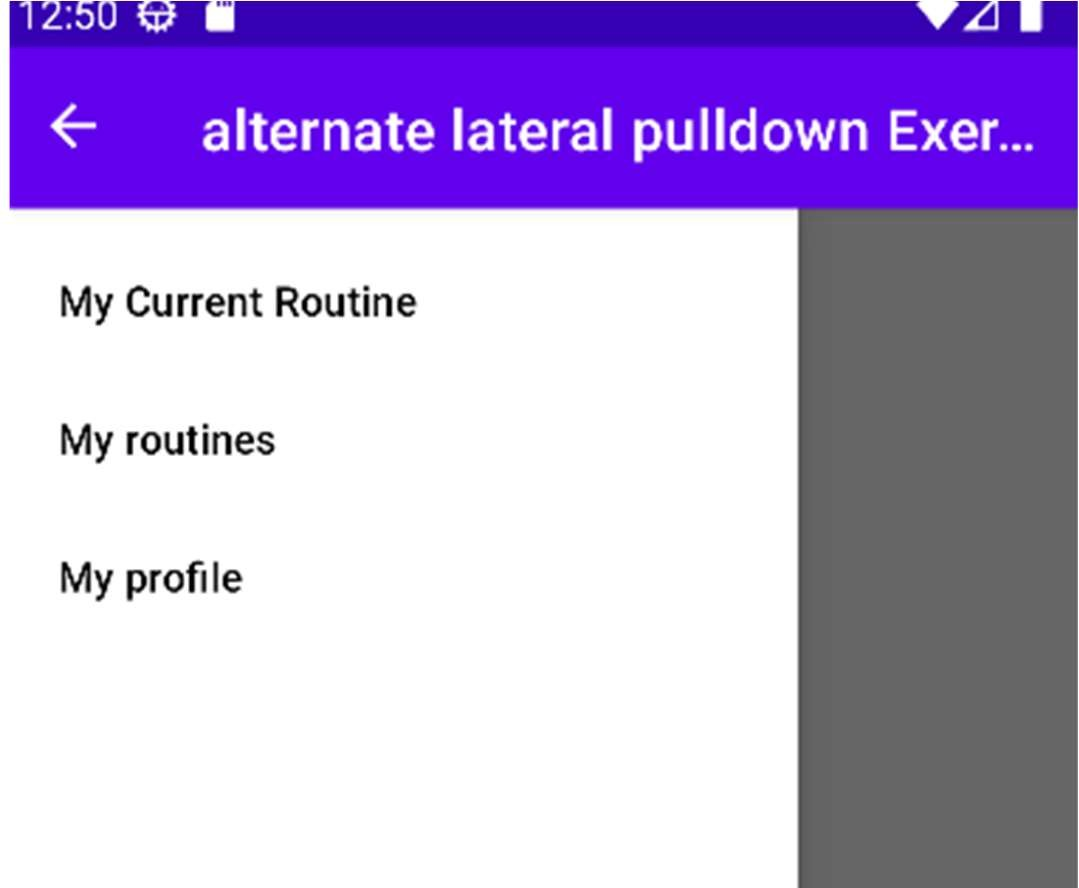 12:50
alternate lateral pulldown Exer...
My Current Routine
My routines
My profile